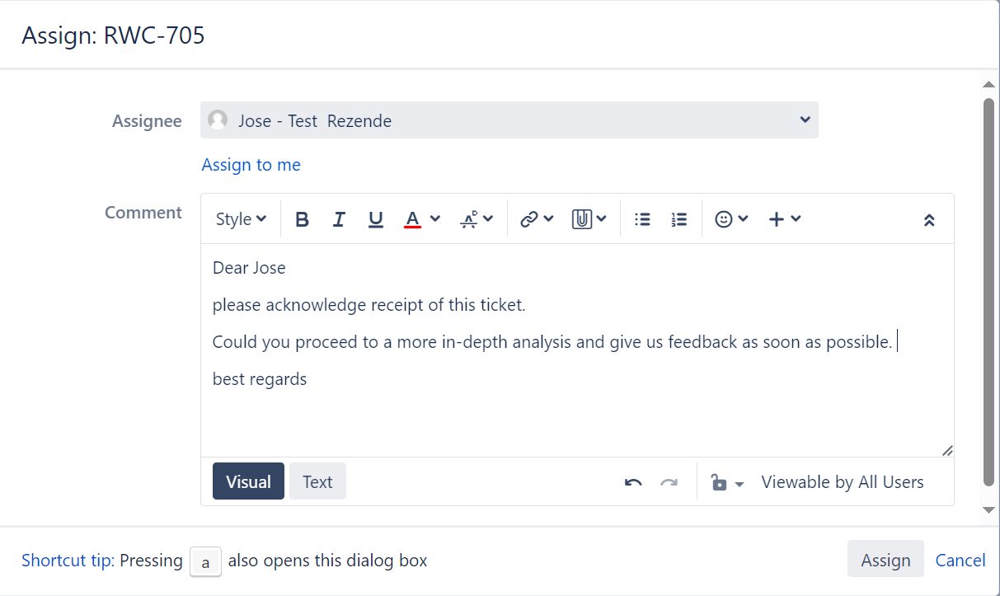 Assign: RWC-705
Assignee
Jose - Test  Rezende
Assign to me
Comment
Style B I U A
Dear Jose
please acknowledge receipt of this ticket.
Could you proceed to a more in-depth analysis and give us feedback as soon as possible.
best regards
Visual Text Viewable by All Users
Shortcut tip: Pressing a also opens this dialog box
Assign Cancel